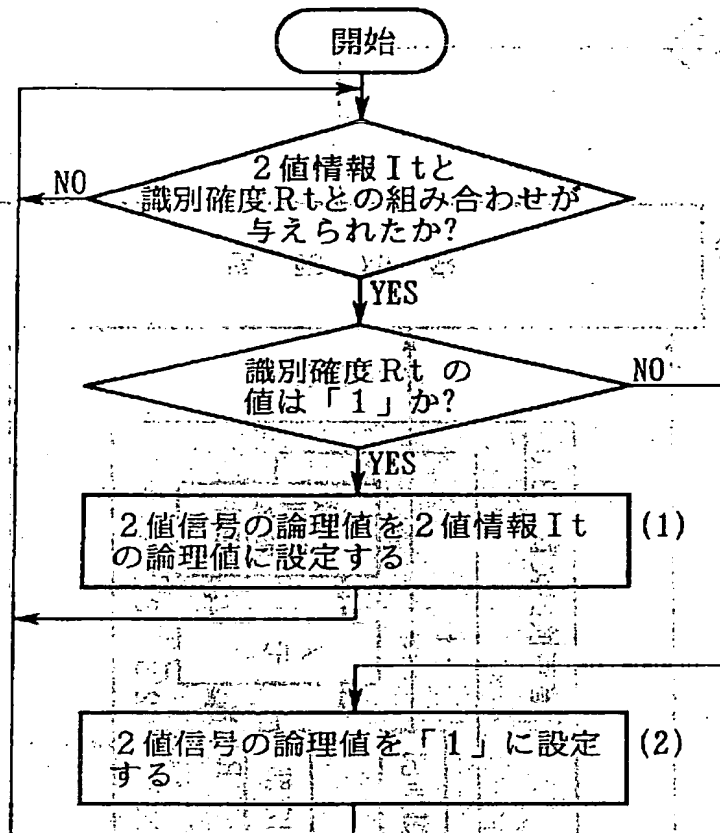 開始
2値情報Itと
識別確度Rtとの組み合わせが
与えられたか?
NO
YES
識別確度Rt の
値は「1」か?
NO
YES
2値信号の論理値を2値情報It
の論理値に設定する
(1)
2値信号の論理値を「1」に設定
する
(2)